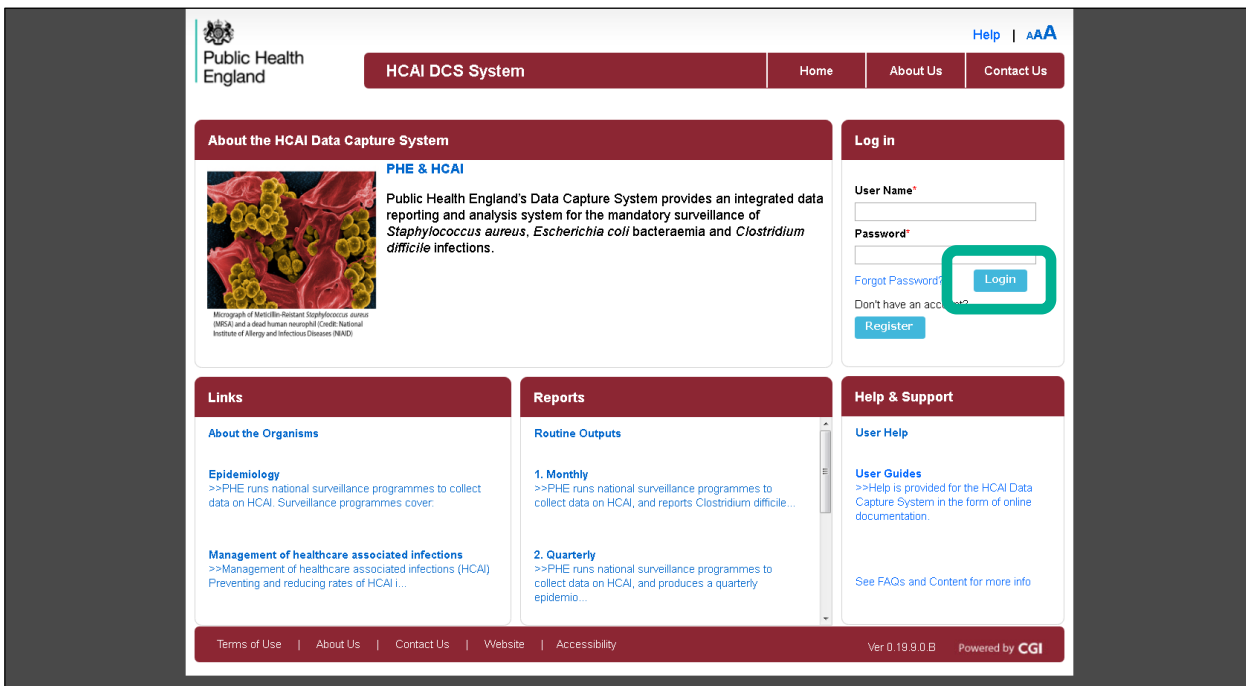 Public Health
England
Help | AAA
HCAI DCS System
Home
About Us
Contact Us
About the HCAI Data Capture System
PHE & HCAI
Public Health England's Data Capture System provides an integrated data
reporting and analysis system for the mandatory surveillance of
Staphylococcus aureus, Escherichia coli bacteraemia and Clostridium
difficile infections.
Micrograph of Meticillin-Reistant Staphylococcus aureus
(MRSA) and a dead human neurophil (Credit: National
Institute of Allergy and Infectious Diseases (NIAID)
Log in
User Name*
Password*
Forgot Password?
Login
Don't have an account?
Register
Links
About the Organisms
Epidemiology
>>PHE runs national surveillance programmes to collect
data on HCAI. Surveillance programmes cover:
Management of healthcare associated infections
>>Management of healthcare associated infections (HCAI)
Preventing and reducing rates of HCAI i...
Reports
Routine Outputs
1. Monthly
>>PHE runs national surveillance programmes to
collect data on HCAI, and reports Clostridium difficile...
2. Quarterly
>>PHE runs national surveillance programmes to
collect data on HCAI, and produces a quarterly
epidemio...
Help & Support
User Help
User Guides
>>Help is provided for the HCAI Data
Capture System in the form of online
documentation.
See FAQs and Content for more info
Terms of Use | About Us | Contact Us | Website | Accessibility
Ver 0.19.9.0.B
Powered by CGI